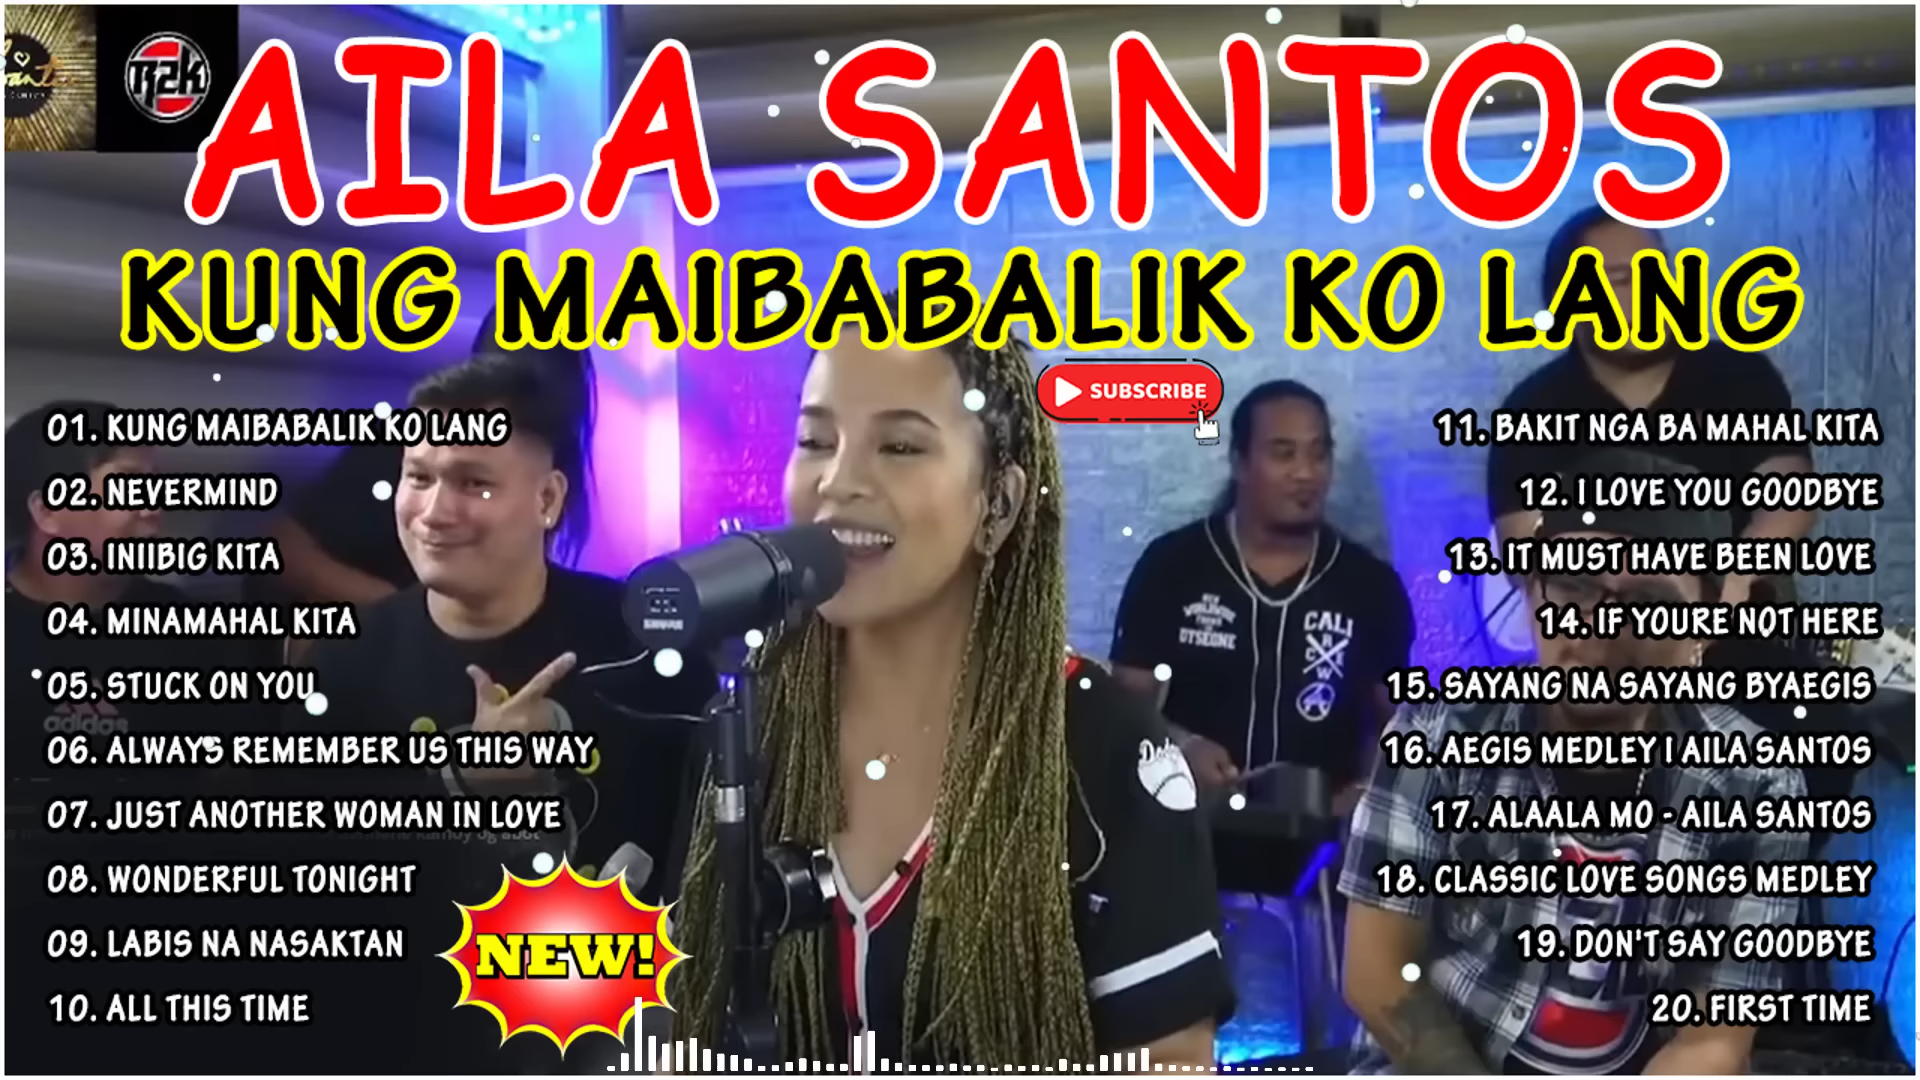 R2K
AILA SANTOS
KUNG MAIBABALIK KO LANG
SUBSCRIBE
01. KUNG MAIBABALIK KO LANG
02. NEVERMIND
03. INIIBIG KITA
04. MINAMAHAL KITA
05. STUCK ON YOU
06. ALWAYS REMEMBER US THIS WAY
07. JUST ANOTHER WOMAN IN LOVE
08. WONDERFUL TONIGHT
09. LABIS NA NASAKTAN
10. ALL THIS TIME
11. BAKIT NGA BA MAHAL KITA
12. I LOVE YOU GOODBYE
13. IT MUST HAVE BEEN LOVE
14. IF YOURE NOT HERE
15. SAYANG NA SAYANG BYAEGIS
16. AEGIS MEDLEY I AILA SANTOS
17. ALAALA MO - AILA SANTOS
18. CLASSIC LOVE SONGS MEDLEY
19. DON'T SAY GOODBYE
20. FIRST TIME
NEW!
adidas
SHURE
CALI